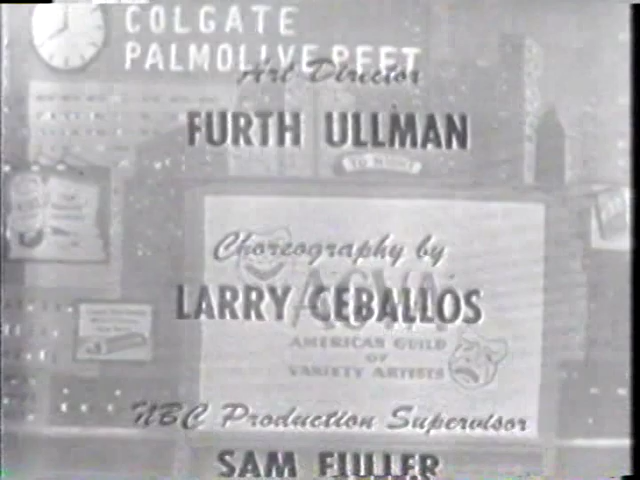 COLGATE
PALMOLIVE PEET
Art Director
FURTH ULLMAN
TO NIGHT
Choreography by
AGVA
LARRY CEBALLOS
AMERICAN GUILD
OF
VARIETY ARTISTS
NBC Production Supervisor
SAM FULLER